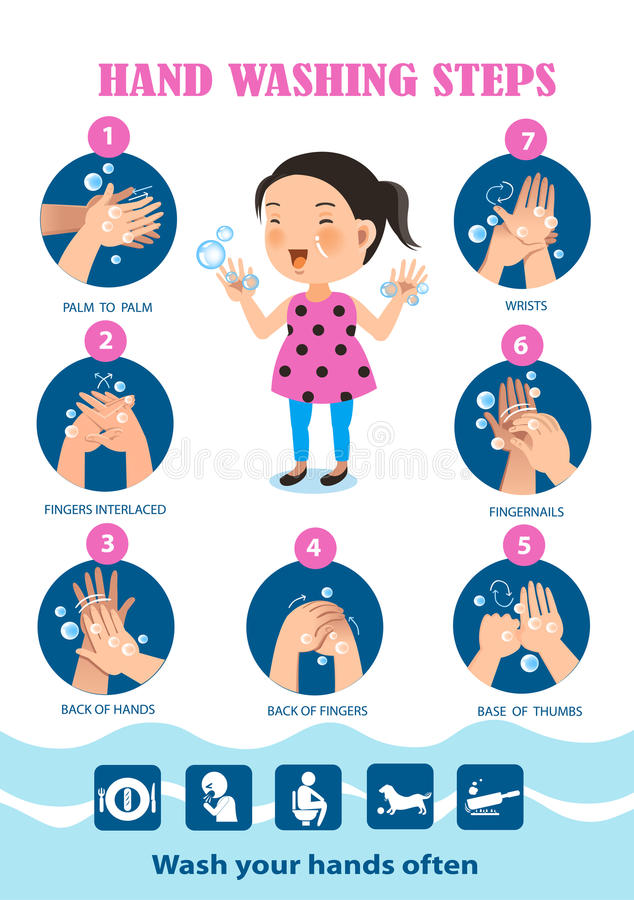 HAND WASHING STEPS
1
PALM TO PALM
2
FINGERS INTERLACED
3
BACK OF HANDS
4
BACK OF FINGERS
5
BASE OF THUMBS
6
FINGERNAILS
7
WRISTS
dreamstime
Wash your hands often